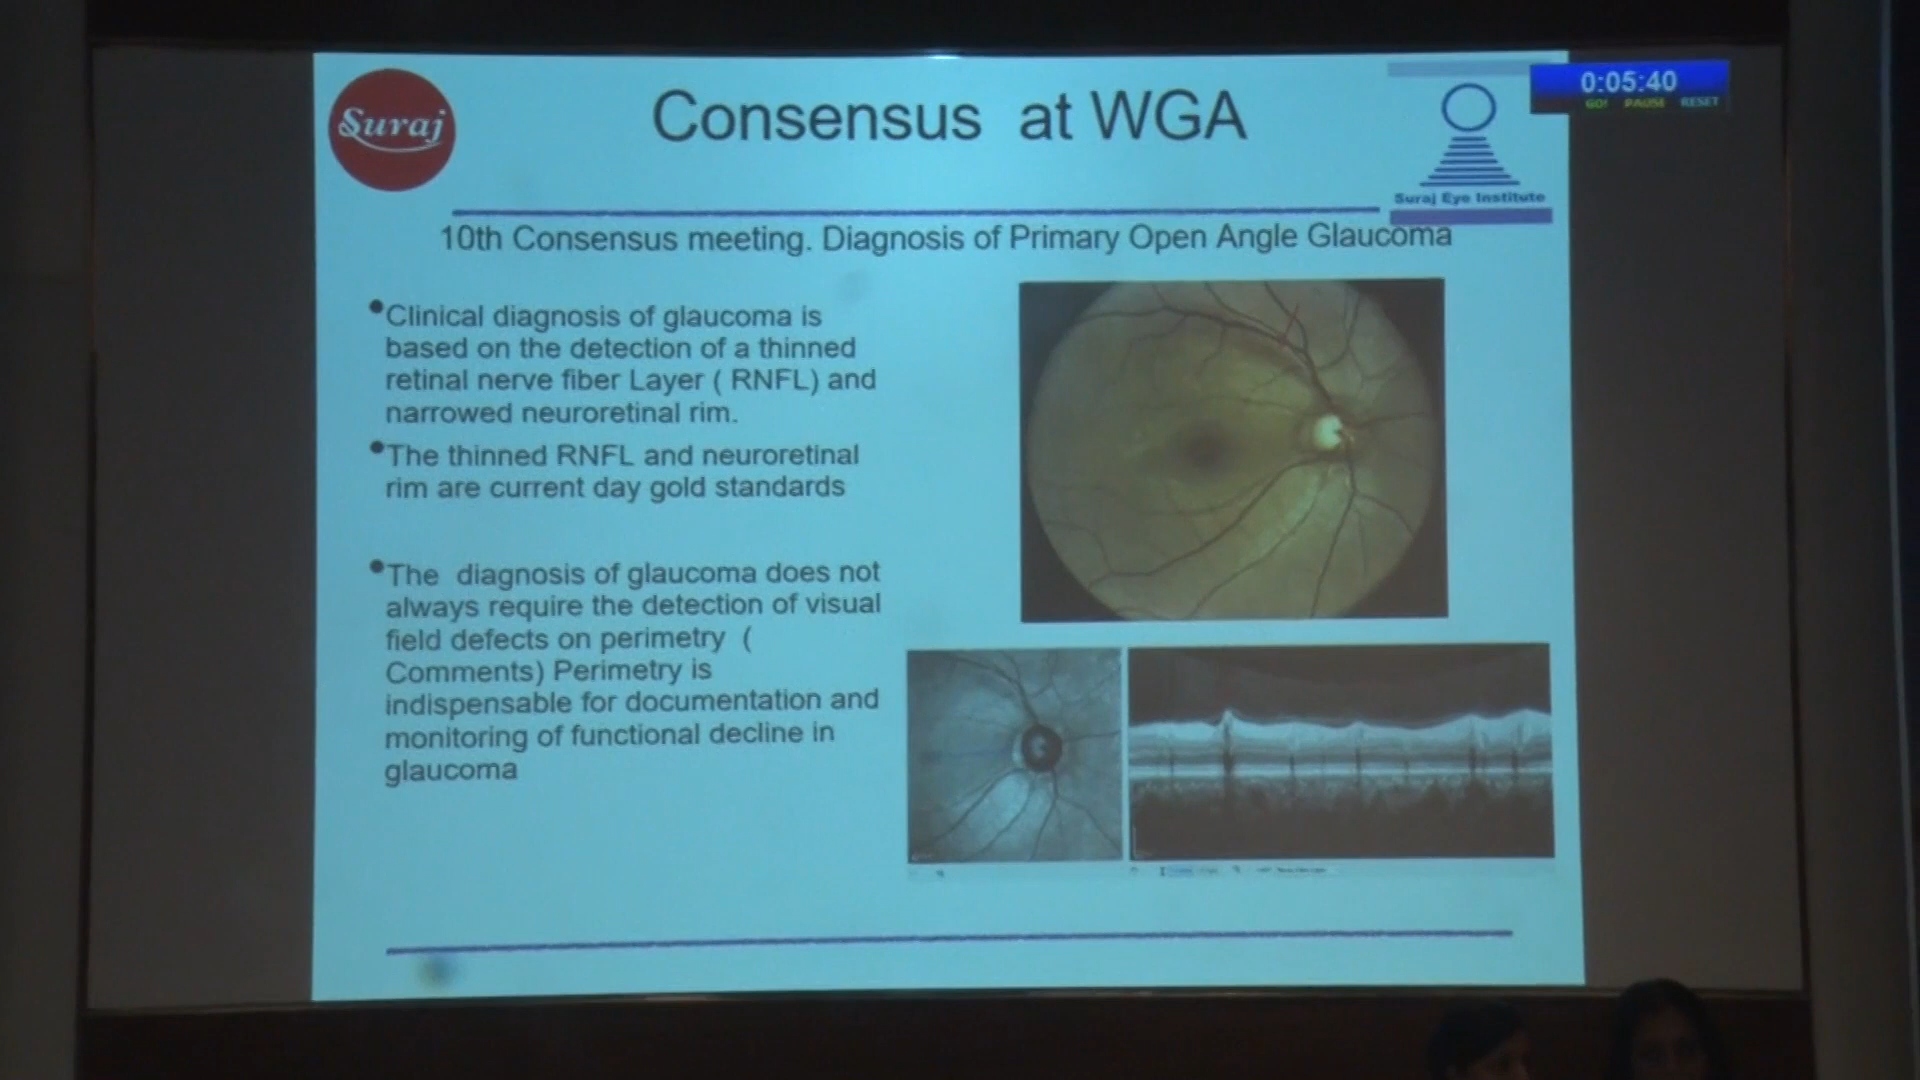 Suraj
Consensus at WGA
0:05:40
GO! PAUSE RESET
Suraj Eye Institute
10th Consensus meeting. Diagnosis of Primary Open Angle Glaucoma
•Clinical diagnosis of glaucoma is
based on the detection of a thinned
retinal nerve fiber Layer ( RNFL) and
narrowed neuroretinal rim.
•The thinned RNFL and neuroretinal
rim are current day gold standards
•The diagnosis of glaucoma does not
always require the detection of visual
field defects on perimetry (
Comments) Perimetry is
indispensable for documentation and
monitoring of functional decline in
glaucoma